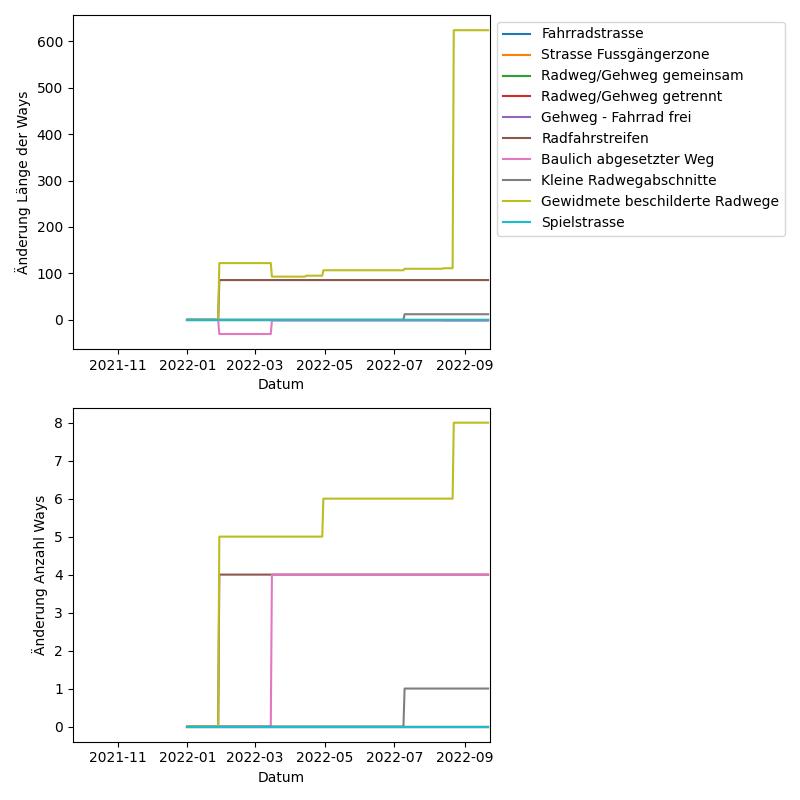 600
500
400
300
200
100
0
Änderung Länge der Ways
2021-11 2022-01 2022-03 2022-05 2022-07 2022-09
Datum
Fahrradstrasse
Strasse Fussgängerzone
Radweg/Gehweg gemeinsam
Radweg/Gehweg getrennt
Gehweg - Fahrrad frei
Radfahrstreifen
Baulich abgesetzter Weg
Kleine Radwegabschnitte
Gewidmete beschilderte Radwege
Spielstrasse
8
7
6
5
4
3
2
1
0
Änderung Anzahl Ways
2021-11 2022-01 2022-03 2022-05 2022-07 2022-09
Datum